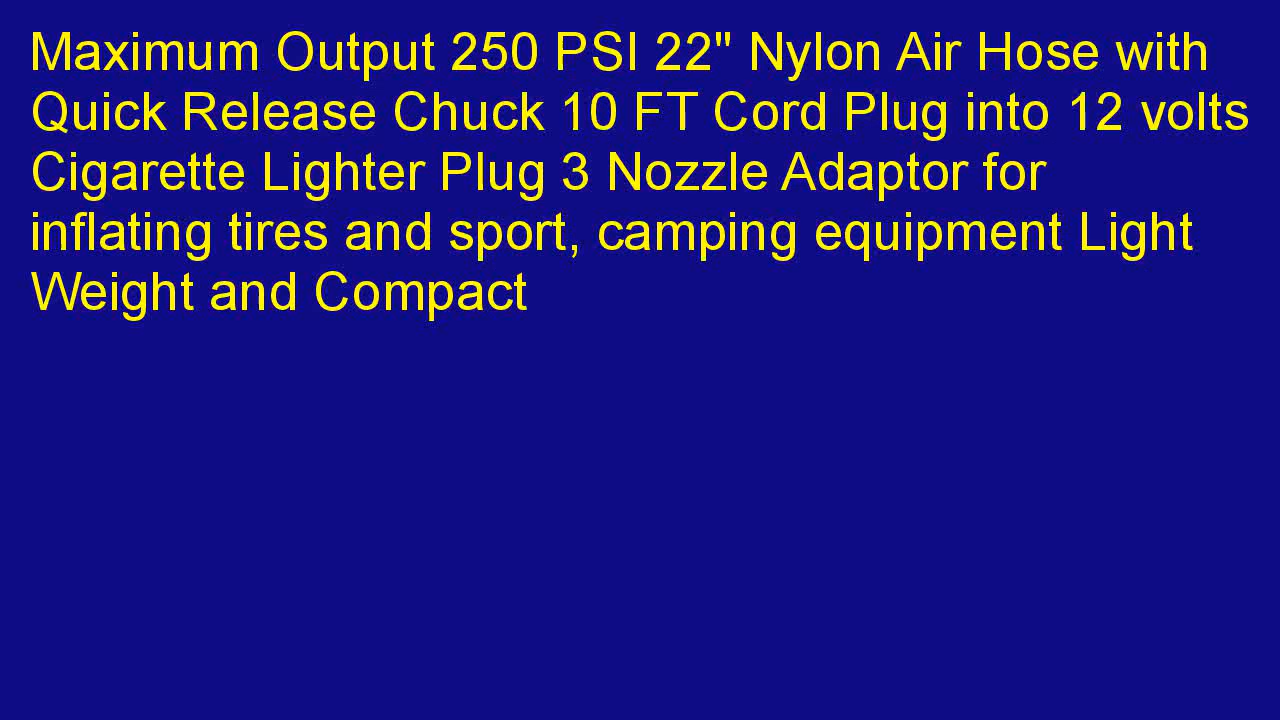 Maximum Output 250 PSI 22" Nylon Air Hose with
Quick Release Chuck 10 FT Cord Plug into 12 volts
Cigarette Lighter Plug 3 Nozzle Adaptor for
inflating tires and sport, camping equipment Light
Weight and Compact